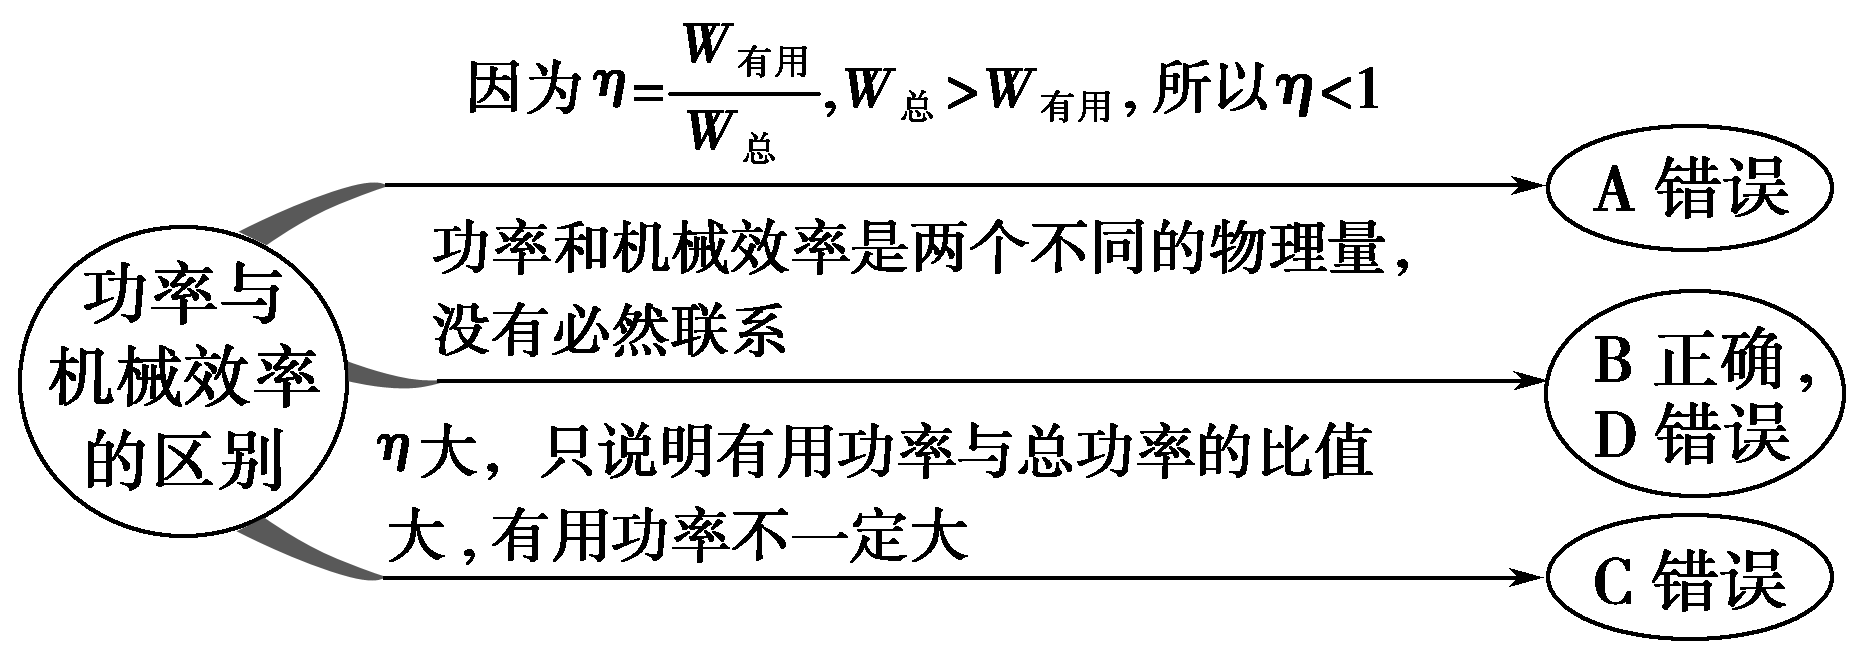 因为η=W有用/W总,W总>W有用,所以η<1
A 错误
功率和机械效率是两个不同的物理量,
没有必然联系
功率与
机械效率
的区别
B 正确,
D 错误
η大，只说明有用功率与总功率的比值
大,有用功率不一定大
C 错误